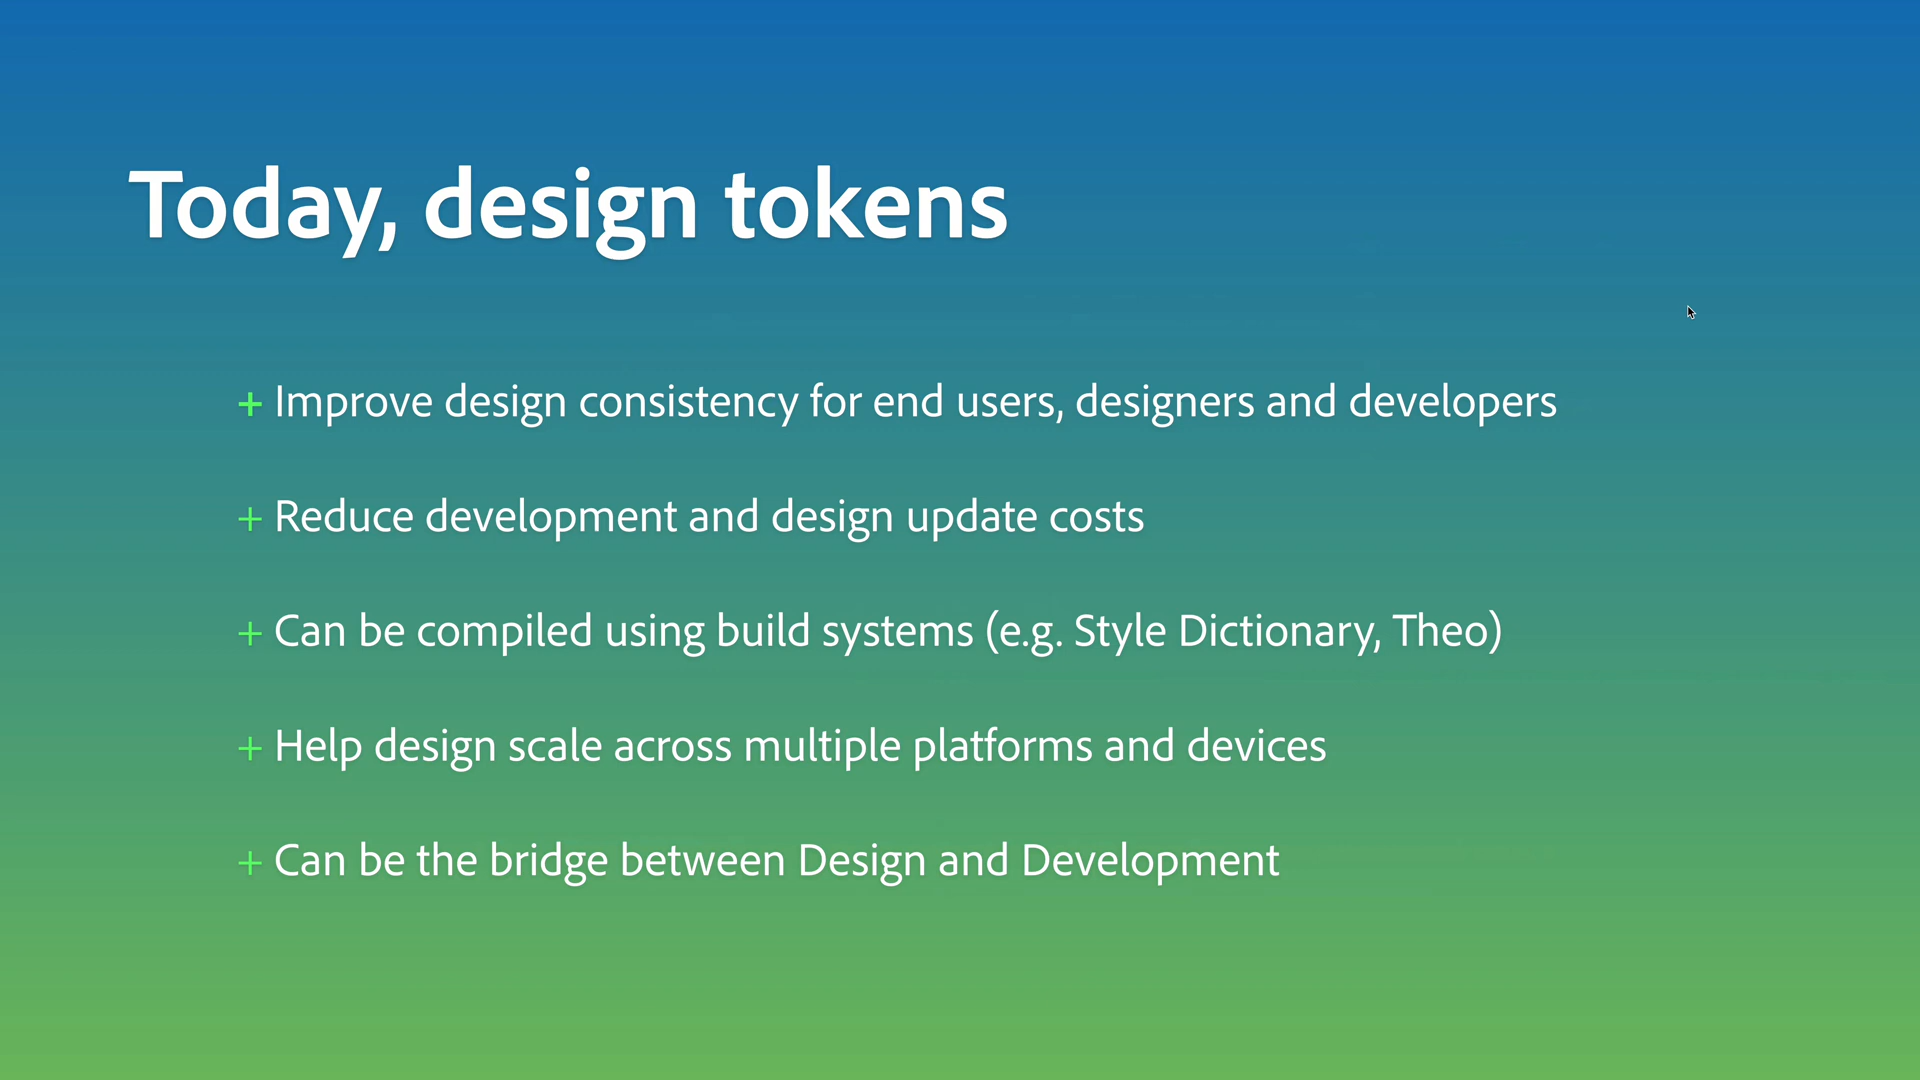 Today, design tokens
+ Improve design consistency for end users, designers and developers
+ Reduce development and design update costs
+ Can be compiled using build systems (e.g. Style Dictionary, Theo)
+ Help design scale across multiple platforms and devices
+ Can be the bridge between Design and Development